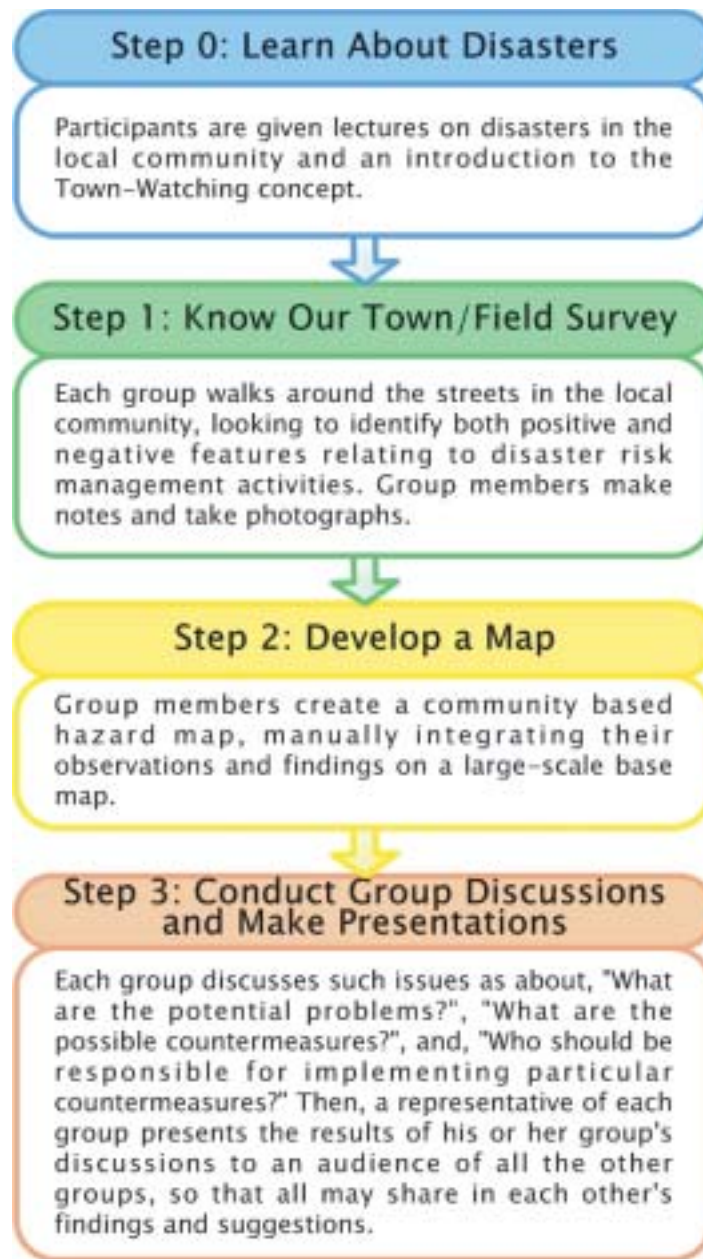 Step 0: Learn About Disasters
Participants are given lectures on disasters in the
local community and an introduction to the
Town-Watching concept.
Step 1: Know Our Town/Field Survey
Each group walks around the streets in the local
community, looking to identify both positive and
negative features relating to disaster risk
management activities. Group members make
notes and take photographs.
Step 2: Develop a Map
Group members create a community based
hazard map, manually integrating their
observations and findings on a large-scale base
map.
Step 3: Conduct Group Discussions
and Make Presentations
Each group discusses such issues as about, "What
are the potential problems?", "What are the
possible countermeasures?", and, "Who should be
responsible for implementing particular
countermeasures?" Then, a representative of each
group presents the results of his or her group's
discussions to an audience of all the other
groups, so that all may share in each other's
findings and suggestions.